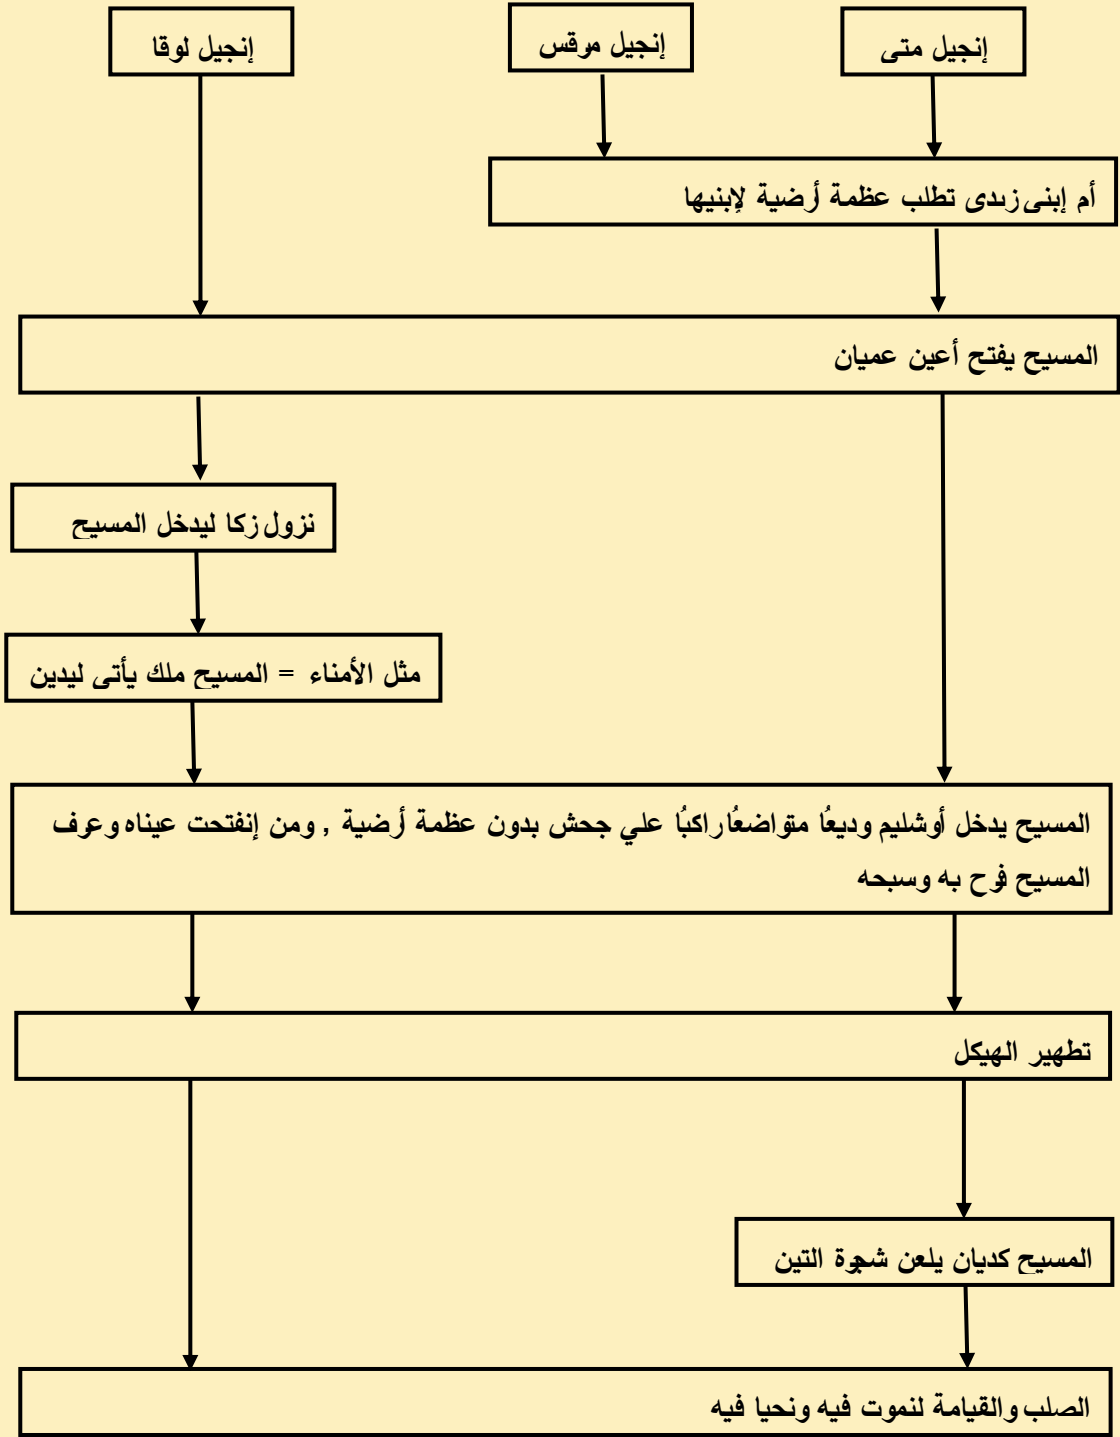 إنجيل متى
إنجيل مرقس
إنجيل لوقا
أم إبنى زبدى تطلب عظمة أرضية لإبنيها
المسيح يفتح أعين عميان
نزول زكا ليدخل المسيح
مثل الأمناء = المسيح ملك يأتى ليدين
المسيح يدخل أوشليم وديعُا متواضعُا راكبُا علي جحش بدون عظمة أرضية , ومن إنفتحت عيناه وعرف
المسيح فرح به وسبحه
تطهير الهيكل
المسيح كديان يلعن شجرة التين
الصلب والقيامة لنموت فيه ونحيا فيه